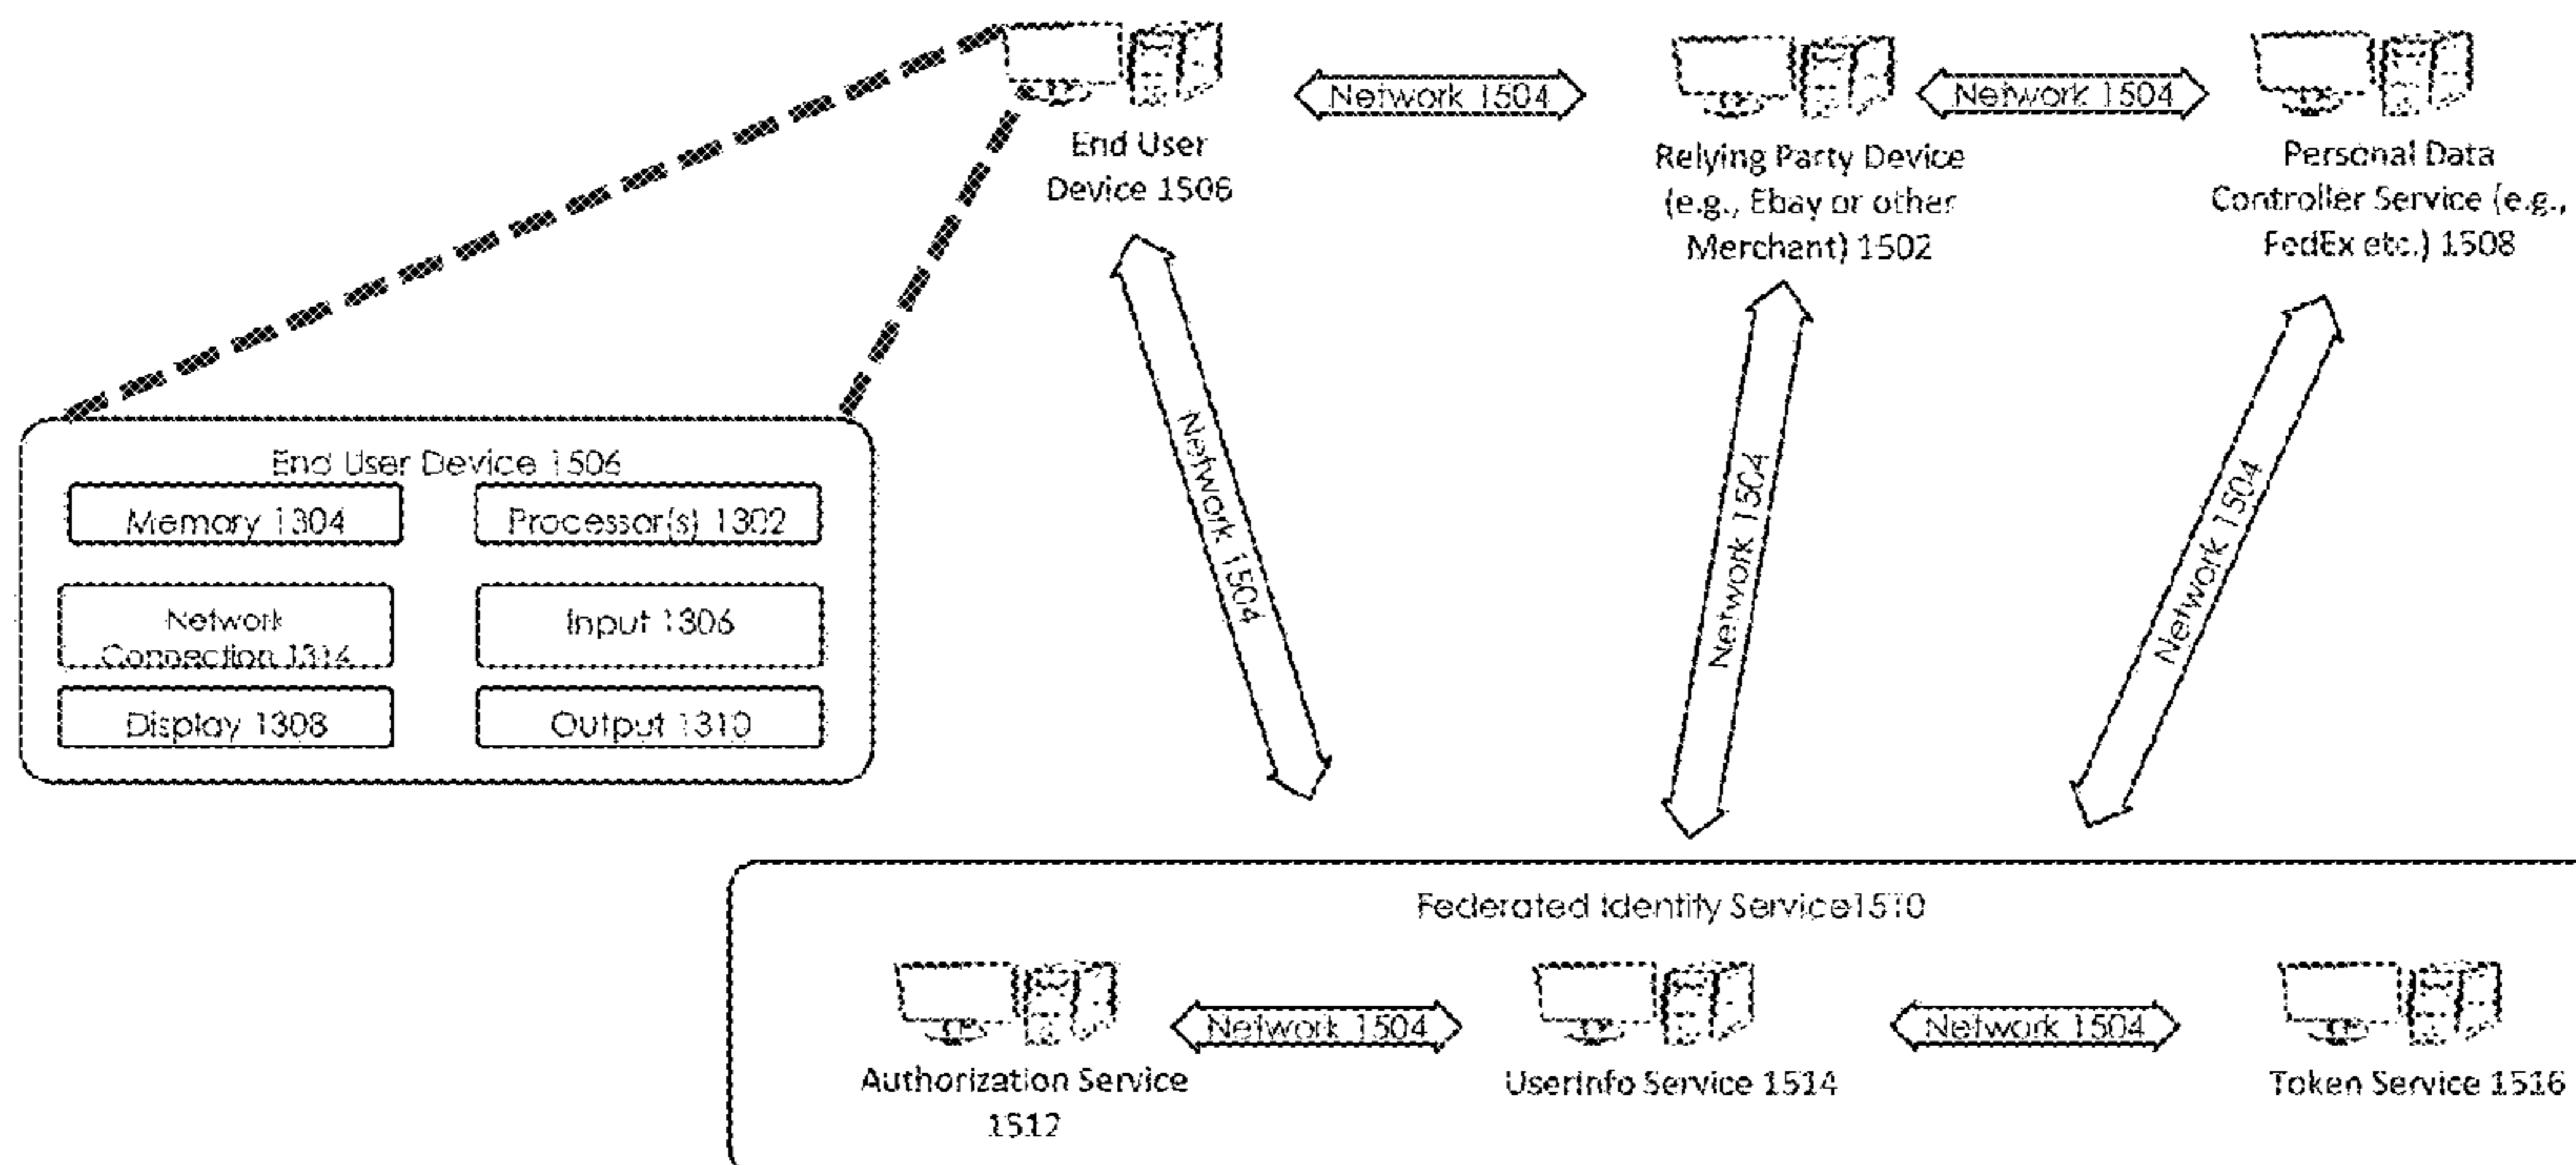 Network 1504
Network 1504
End User
Device 1506
Relying Party Device
(e.g., Ebay or other
Merchant) 1502
Personal Data
Controller Service (e.g.,
FedEx etc.) 1508
Network 1504
Network 1504
Network 1504
End User Device 1506
Memory 1304
Processor(s) 1302
Network
Connection 1314
Input 1306
Display 1308
Output 1310
Federated Identity Service1510
Network 1504
Network 1504
Authorization Service
1512
UserInfo Service 1514
Token Service 1516